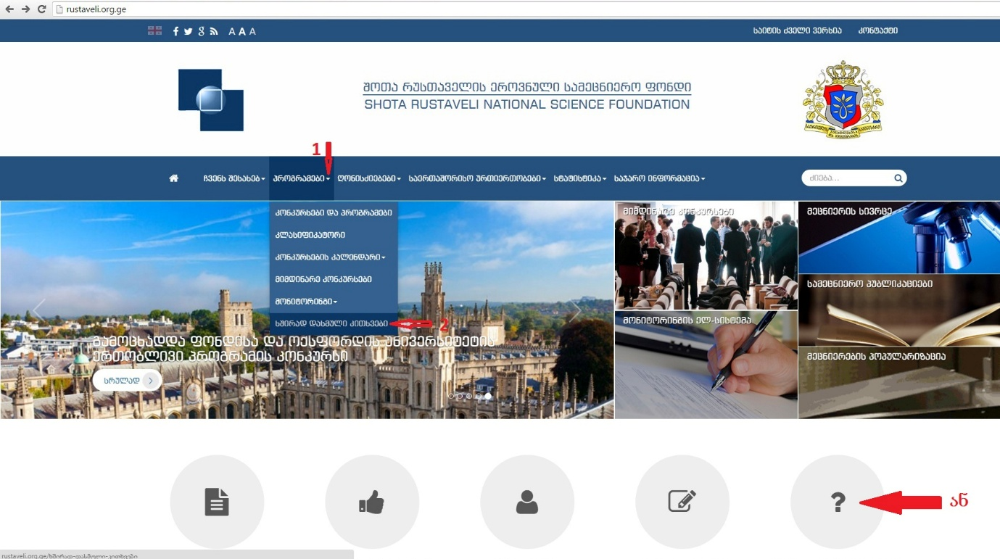 rustaveli.org.ge
A A A
საიტის ძველი ვერსია
კონტაქტი
შოთა რუსთაველის ეროვნული სამეცნიერო ფონდი
SHOTA RUSTAVELI NATIONAL SCIENCE FOUNDATION
1
ჩვენს შესახებ
პროგრამები
ღონისძიებები
საერთაშორისო ურთიერთობები
სტატისტიკა
საჯარო ინფორმაცია
ძიება...
კონკურსები და პროგრამები
კლასიფიკატორი
კონკურსების კალენდარი
მიმდინარე კონკურსები
მონიტორინგი
ხშირად დასმული კითხვები
2
გამოცხადდა ფონდისა და ოქსფორდის უნივერსიტეტის
ერთობლივი პროგრამის კონკურსი
სრულად
მიმდინარე კონკურსები
მეცნიერის სივრცე
სამეცნიერო პუბლიკაციები
მონიტორინგის ელ-სისტემა
მეცნიერების პოპულარიზაცია
?
ან
rustaveli.org.ge/ხშირად-დასმული-კითხვები